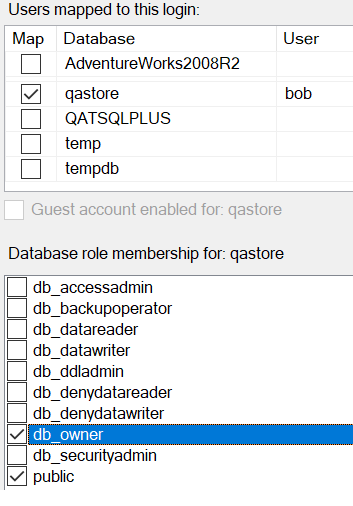 Users mapped to this login:
Map Database User
AdventureWorks2008R2
qastore bob
QATSQLPLUS
temp
tempdb
Guest account enabled for: qastore
Database role membership for: qastore
db_accessadmin
db_backupoperator
db_datareader
db_datawriter
db_ddladmin
db_denydatareader
db_denydatawriter
db_owner
db_securityadmin
public